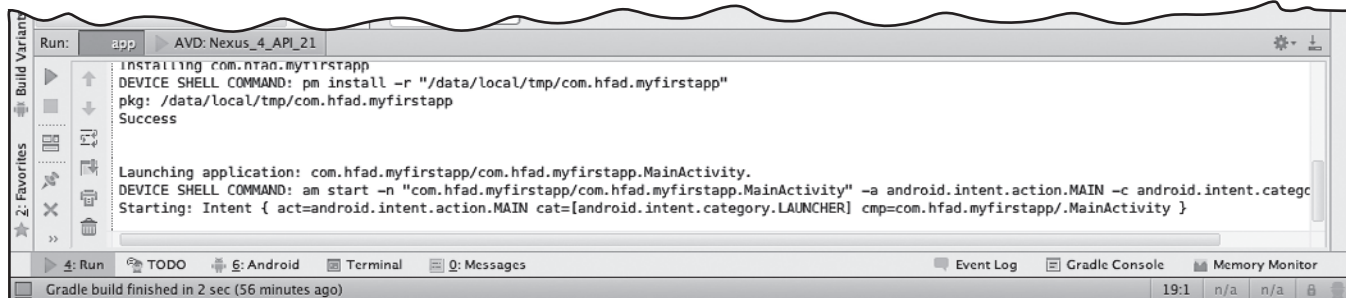 Build Variant
2: Favorites
Run: app AVD: Nexus_4_API_21
Installing com.hfad.myfirstapp
DEVICE SHELL COMMAND: pm install -r "/data/local/tmp/com.hfad.myfirstapp"
pkg: /data/local/tmp/com.hfad.myfirstapp
Success
Launching application: com.hfad.myfirstapp/com.hfad.myfirstapp.MainActivity.
DEVICE SHELL COMMAND: am start -n "com.hfad.myfirstapp/com.hfad.myfirstapp.MainActivity" -a android.intent.action.MAIN -c android.intent.catego
Starting: Intent { act=android.intent.action.MAIN cat=[android.intent.category.LAUNCHER] cmp=com.hfad.myfirstapp/.MainActivity }
4: Run TODO 6: Android Terminal 0: Messages Event Log Gradle Console Memory Monitor
Gradle build finished in 2 sec (56 minutes ago) 19:1 n/a n/a